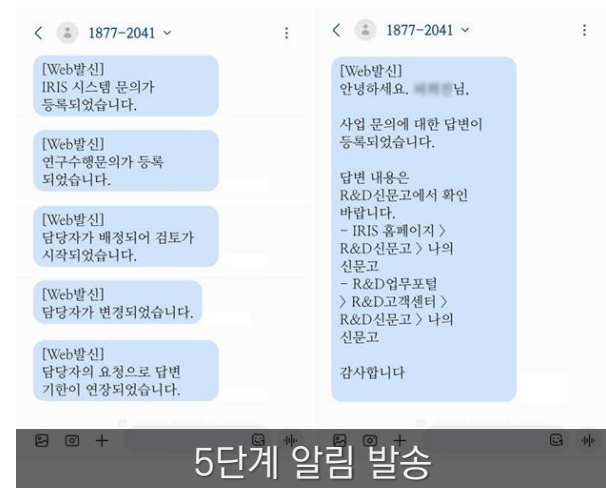 1877-2041
[Web발신]
IRIS 시스템 문의가
등록되었습니다.
[Web발신]
연구수행문의가 등록
되었습니다.
[Web발신]
담당자가 배정되어 검토가
시작되었습니다.
[Web발신]
담당자가 변경되었습니다.
[Web발신]
담당자의 요청으로 답변
기한이 연장되었습니다.
1877-2041
[Web발신]
안녕하세요. 님,
사업 문의에 대한 답변이
등록되었습니다.
답변 내용은
R&D신문고에서 확인
바랍니다.
- IRIS 홈페이지 >
R&D신문고 > 나의
신문고
- R&D업무포털
> R&D고객센터 >
R&D신문고 > 나의
신문고
감사합니다
5단계 알림 발송